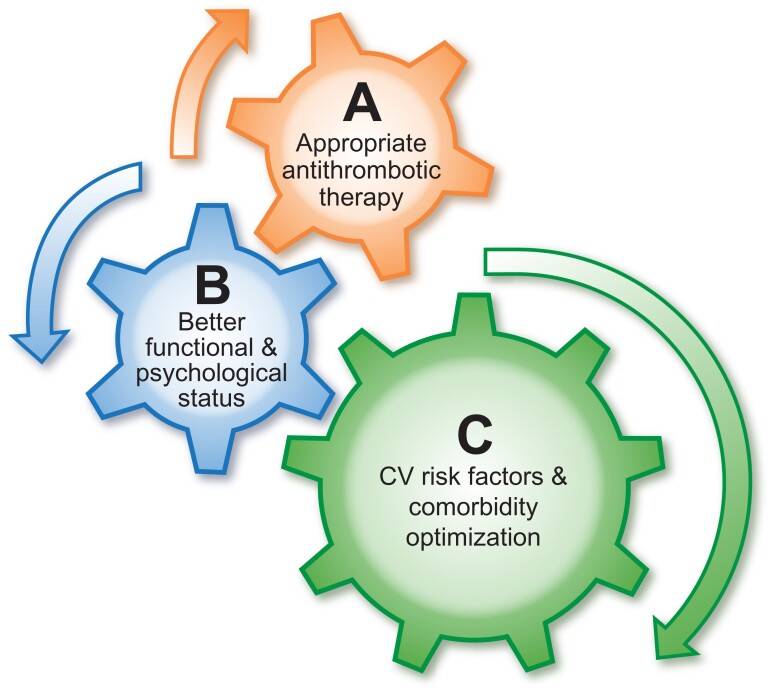 A
Appropriate
antithrombotic
therapy
B
Better
functional &
psychological
status
C
CV risk factors &
comorbidity
optimization